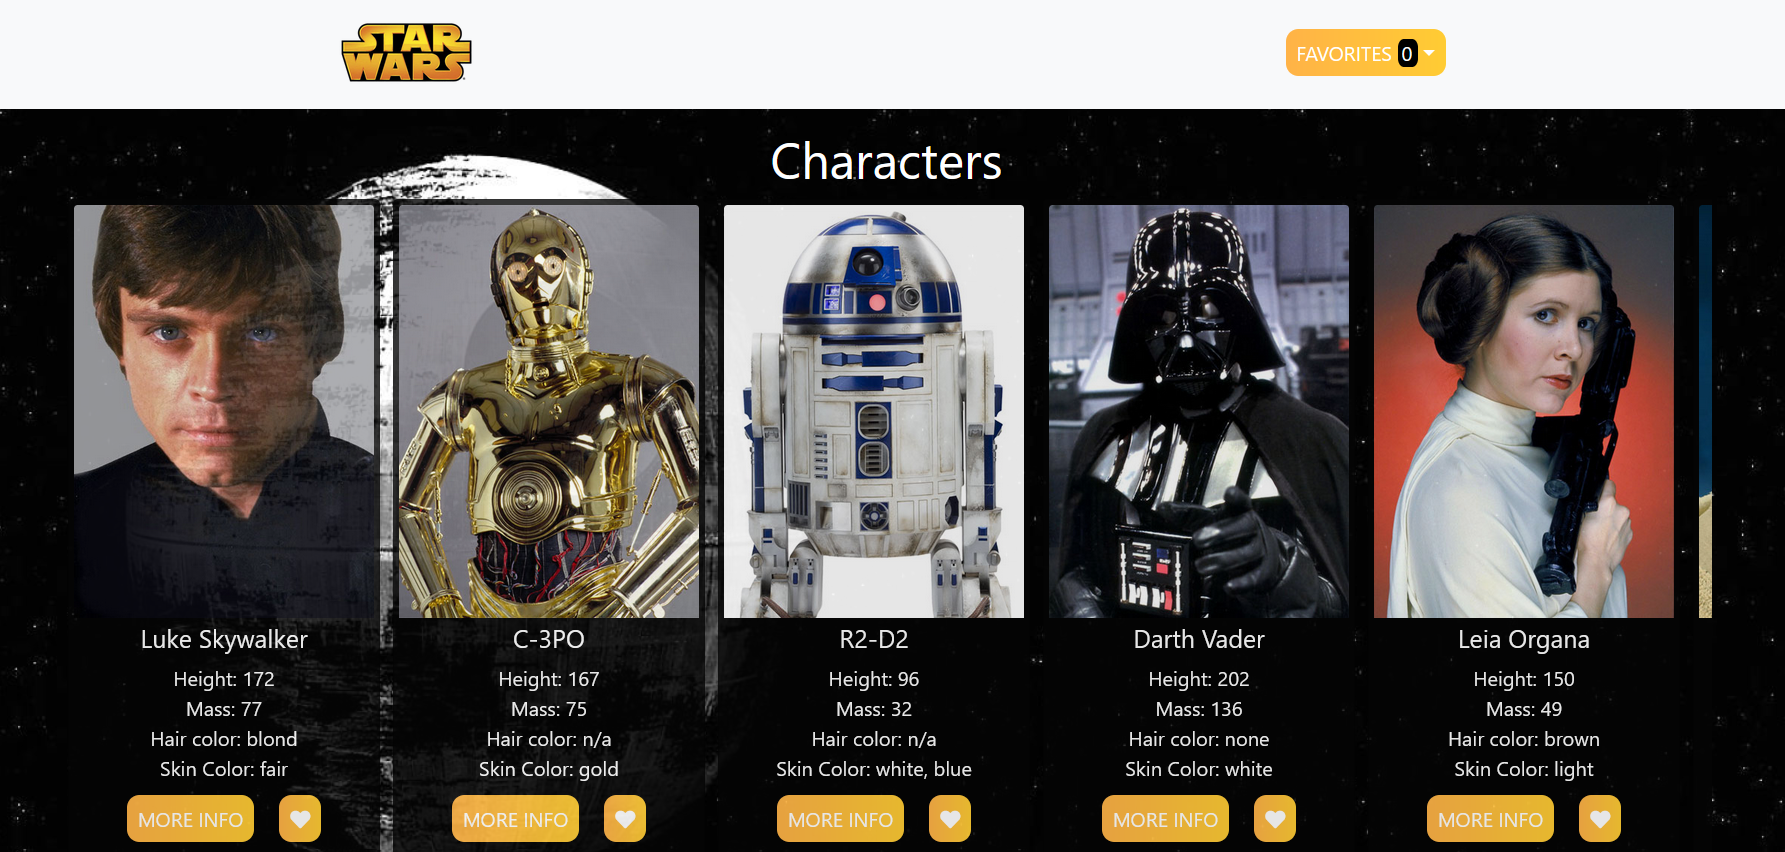 STAR
WARS
FAVORITES 0
Characters
Luke Skywalker
Height: 172
Mass: 77
Hair color: blond
Skin Color: fair
MORE INFO
C-3PO
Height: 167
Mass: 75
Hair color: n/a
Skin Color: gold
MORE INFO
R2-D2
Height: 96
Mass: 32
Hair color: n/a
Skin Color: white, blue
MORE INFO
Darth Vader
Height: 202
Mass: 136
Hair color: none
Skin Color: white
MORE INFO
Leia Organa
Height: 150
Mass: 49
Hair color: brown
Skin Color: light
MORE INFO